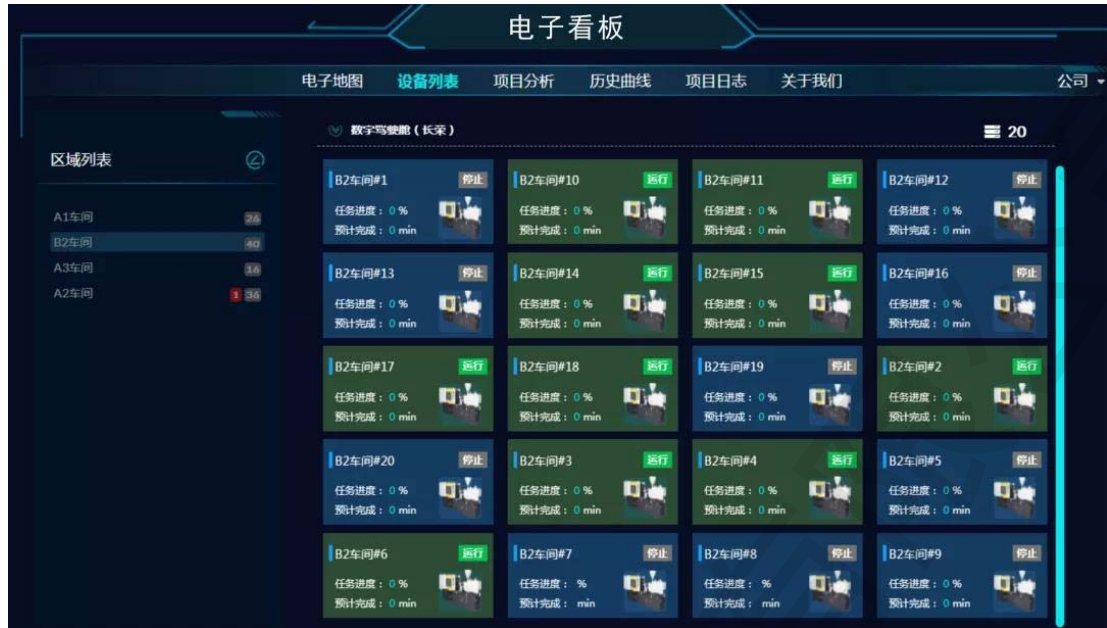 电子看板
电子地图 设备列表 项目分析 历史曲线 项目日志 关于我们 公司
区域列表
A1车间 26
B2车间 40
A3车间 16
A2车间 1 36
数字驾驶舱(长荣) 20
B2车间#1 停止
任务进度: 0 %
预计完成: 0 min
B2车间#10 运行
任务进度: 0 %
预计完成: 0 min
B2车间#11 运行
任务进度: 0 %
预计完成: 0 min
B2车间#12 停止
任务进度: 0 %
预计完成: 0 min
B2车间#13 停止
任务进度: 0 %
预计完成: 0 min
B2车间#14 运行
任务进度: 0 %
预计完成: 0 min
B2车间#15 运行
任务进度: 0 %
预计完成: 0 min
B2车间#16 停止
任务进度: 0 %
预计完成: 0 min
B2车间#17 运行
任务进度: 0 %
预计完成: 0 min
B2车间#18 运行
任务进度: 0 %
预计完成: 0 min
B2车间#19 停止
任务进度: 0 %
预计完成: 0 min
B2车间#2 运行
任务进度: 0 %
预计完成: 0 min
B2车间#20 停止
任务进度: 0 %
预计完成: 0 min
B2车间#3 运行
任务进度: 0 %
预计完成: 0 min
B2车间#4 运行
任务进度: 0 %
预计完成: 0 min
B2车间#5 停止
任务进度: 0 %
预计完成: 0 min
B2车间#6 运行
任务进度: 0 %
预计完成: 0 min
B2车间#7 停止
任务进度: %
预计完成: min
B2车间#8 停止
任务进度: %
预计完成: min
B2车间#9 停止
任务进度: 0 %
预计完成: 0 min